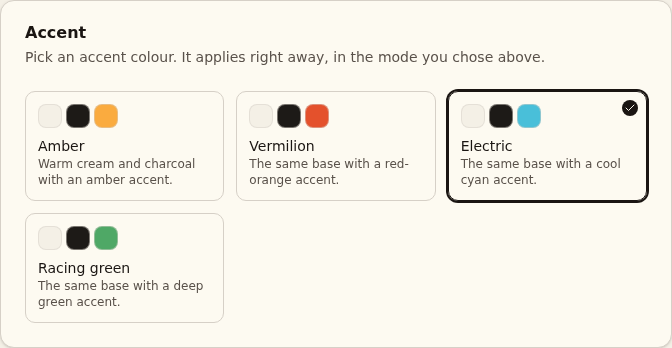 Accent
Pick an accent colour. It applies right away, in the mode you chose above.
Amber
Warm cream and charcoal
with an amber accent.
Vermilion
The same base with a red-
orange accent.
Electric
The same base with a cool
cyan accent.
Racing green
The same base with a deep
green accent.